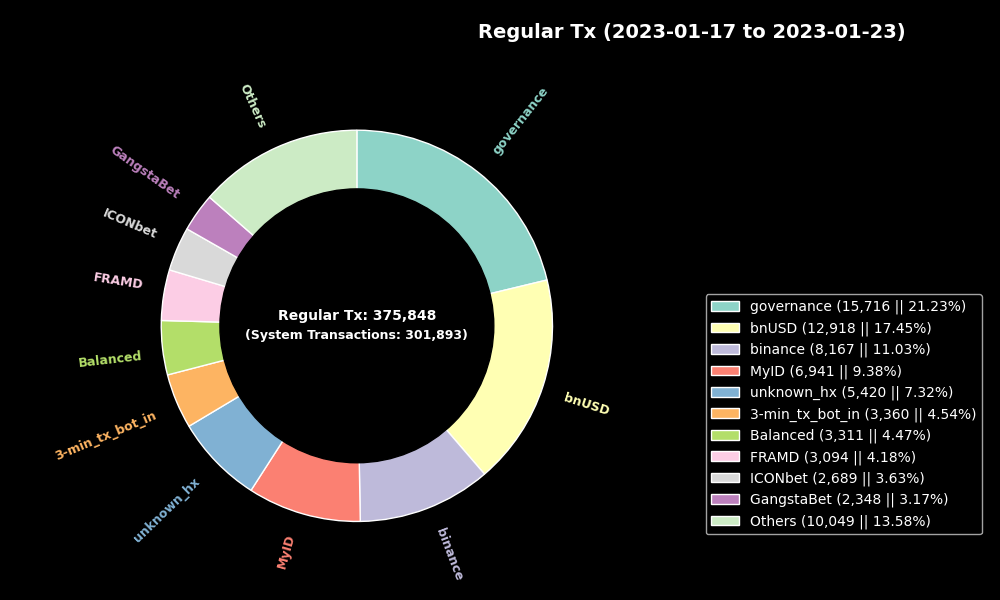 Regular Tx (2023-01-17 to 2023-01-23)
Others
governance
GangstaBet
ICONbet
FRAMD
Balanced
3-min_tx_bot_in
unknown_hx
MyID
binance
bnUSD
Regular Tx: 375,848
(System Transactions: 301,893)
governance (15,716 || 21.23%)
bnUSD (12,918 || 17.45%)
binance (8,167 || 11.03%)
MyID (6,941 || 9.38%)
unknown_hx (5,420 || 7.32%)
3-min_tx_bot_in (3,360 || 4.54%)
Balanced (3,311 || 4.47%)
FRAMD (3,094 || 4.18%)
ICONbet (2,689 || 3.63%)
GangstaBet (2,348 || 3.17%)
Others (10,049 || 13.58%)